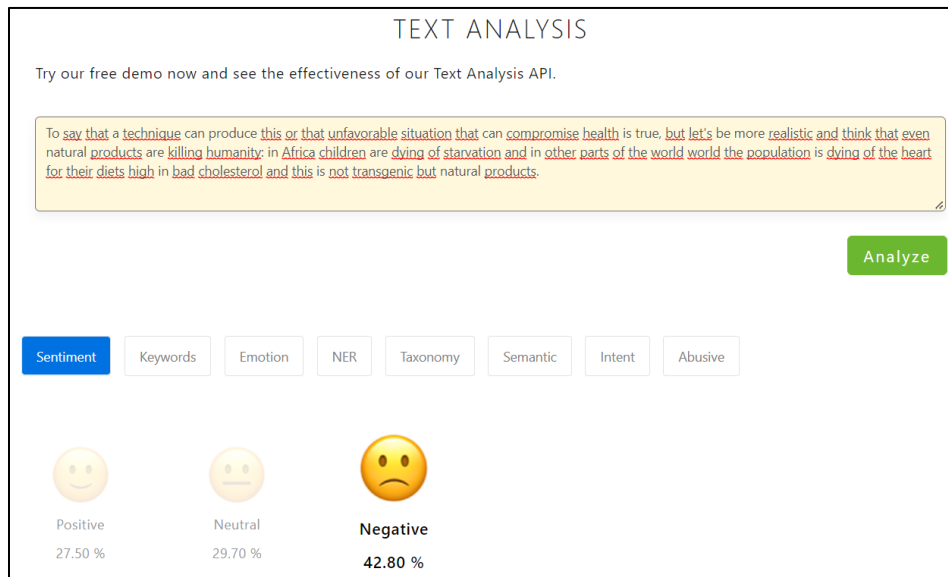 TEXT ANALYSIS
Try our free demo now and see the effectiveness of our Text Analysis API.
To say that a technique can produce this or that unfavorable situation that can compromise health is true, but let's be more realistic and think that even
natural products are killing humanity: in Africa children are dying of starvation and in other parts of the world world the population is dying of the heart
for their diets high in bad cholesterol and this is not transgenic but natural products.
Analyze
Sentiment Keywords Emotion NER Taxonomy Semantic Intent Abusive
Positive Neutral Negative
27.50 % 29.70 % 42.80 %